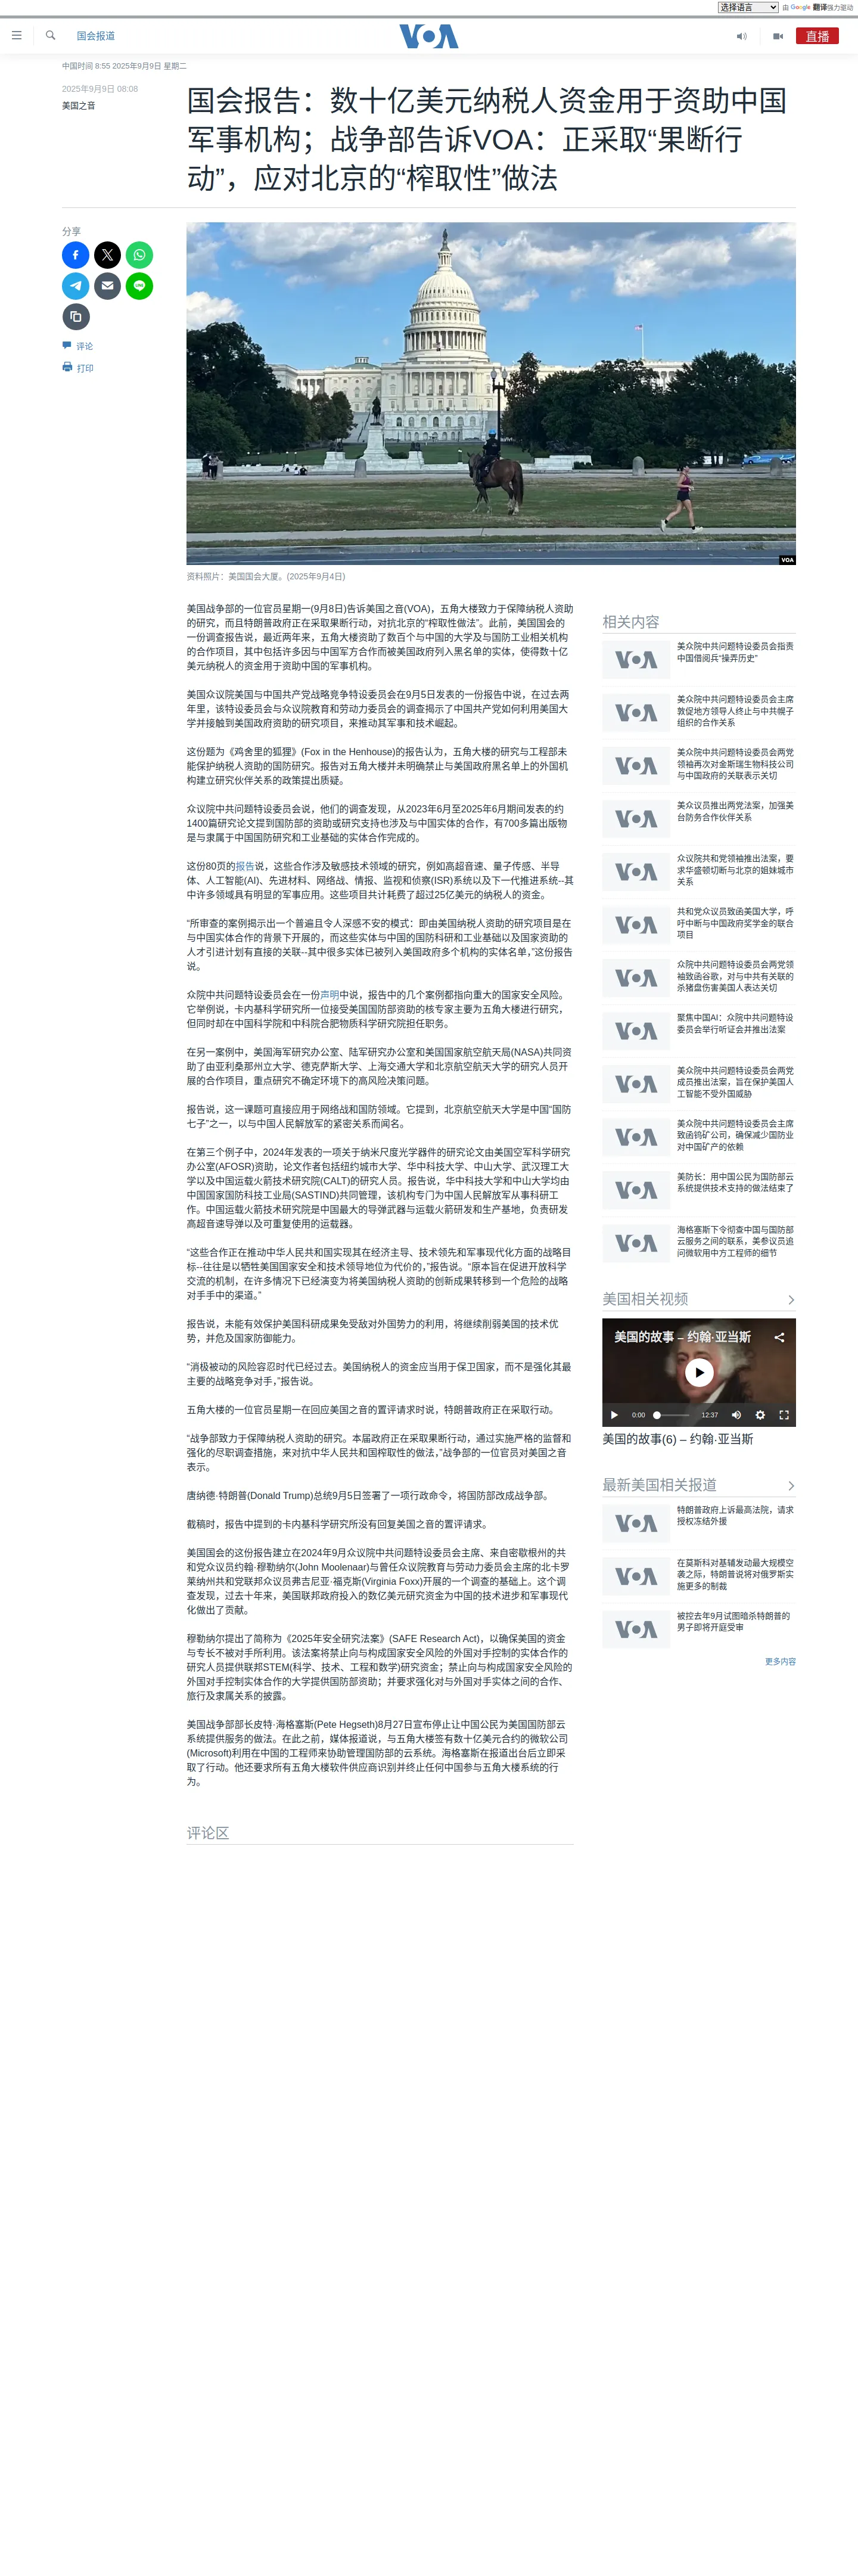 选择语言 由 Google 翻译强力驱动
国会报道
VOA
直播
中国时间 8:55 2025年9月9日 星期二
2025年9月9日 08:08
美国之音
国会报告：数十亿美元纳税人资金用于资助中国
军事机构；战争部告诉VOA：正采取“果断行
动”，应对北京的“榨取性”做法
分享
评论
打印
VOA
资料照片：美国国会大厦。(2025年9月4日)
美国战争部的一位官员星期一(9月8日)告诉美国之音(VOA)，五角大楼致力于保障纳税人资助
的研究，而且特朗普政府正在采取果断行动，对抗北京的“榨取性做法”。此前，美国国会的
一份调查报告说，最近两年来，五角大楼资助了数百个与中国的大学及与国防工业相关机构
的合作项目，其中包括许多因与中国军方合作而被美国政府列入黑名单的实体，使得数十亿
美元纳税人的资金用于资助中国的军事机构。
美国众议院美国与中国共产党战略竞争特设委员会在9月5日发表的一份报告中说，在过去两
年里，该特设委员会与众议院教育和劳动力委员会的调查揭示了中国共产党如何利用美国大
学并接触到美国政府资助的研究项目，来推动其军事和技术崛起。
这份题为《鸡舍里的狐狸》(Fox in the Henhouse)的报告认为，五角大楼的研究与工程部未
能保护纳税人资助的国防研究。报告对五角大楼并未明确禁止与美国政府黑名单上的外国机
构建立研究伙伴关系的政策提出质疑。
众议院中共问题特设委员会说，他们的调查发现，从2023年6月至2025年6月期间发表的约
1400篇研究论文提到国防部的资助或研究支持也涉及与中国实体的合作，有700多篇出版物
是与隶属于中国国防研究和工业基础的实体合作完成的。
这份80页的报告说，这些合作涉及敏感技术领域的研究，例如高超音速、量子传感、半导
体、人工智能(AI)、先进材料、网络战、情报、监视和侦察(ISR)系统以及下一代推进系统--其
中许多领域具有明显的军事应用。这些项目共计耗费了超过25亿美元的纳税人的资金。
“所审查的案例揭示出一个普遍且令人深感不安的模式：即由美国纳税人资助的研究项目是在
与中国实体合作的背景下开展的，而这些实体与中国的国防科研和工业基础以及国家资助的
人才引进计划有直接的关联--其中很多实体已被列入美国政府多个机构的实体名单，”这份报告
说。
众院中共问题特设委员会在一份声明中说，报告中的几个案例都指向重大的国家安全风险。
它举例说，卡内基科学研究所一位接受美国国防部资助的核专家主要为五角大楼进行研究，
但同时却在中国科学院和中科院合肥物质科学研究院担任职务。
在另一案例中，美国海军研究办公室、陆军研究办公室和美国国家航空航天局(NASA)共同资
助了由亚利桑那州立大学、德克萨斯大学、上海交通大学和北京航空航天大学的研究人员开
展的合作项目，重点研究不确定环境下的高风险决策问题。
报告说，这一课题可直接应用于网络战和国防领域。它提到，北京航空航天大学是中国“国防
七子”之一，以与中国人民解放军的紧密关系而闻名。
在第三个例子中，2024年发表的一项关于纳米尺度光学器件的研究论文由美国空军科学研究
办公室(AFOSR)资助，论文作者包括纽约城市大学、华中科技大学、中山大学、武汉理工大
学以及中国运载火箭技术研究院(CALT)的研究人员。报告说，华中科技大学和中山大学均由
中国国家国防科技工业局(SASTIND)共同管理，该机构专门为中国人民解放军从事科研工
作。中国运载火箭技术研究院是中国最大的导弹武器与运载火箭研发和生产基地，负责研发
高超音速导弹以及可重复使用的运载器。
“这些合作正在推动中华人民共和国实现其在经济主导、技术领先和军事现代化方面的战略目
标--往往是以牺牲美国国家安全和技术领导地位为代价的，”报告说。“原本旨在促进开放科学
交流的机制，在许多情况下已经演变为将美国纳税人资助的创新成果转移到一个危险的战略
对手手中的渠道。”
报告说，未能有效保护美国科研成果免受敌对外国势力的利用，将继续削弱美国的技术优
势，并危及国家防御能力。
“消极被动的风险容忍时代已经过去。美国纳税人的资金应当用于保卫国家，而不是强化其最
主要的战略竞争对手，”报告说。
五角大楼的一位官员星期一在回应美国之音的置评请求时说，特朗普政府正在采取行动。
“战争部致力于保障纳税人资助的研究。本届政府正在采取果断行动，通过实施严格的监督和
强化的尽职调查措施，来对抗中华人民共和国榨取性的做法，”战争部的一位官员对美国之音
表示。
唐纳德·特朗普(Donald Trump)总统9月5日签署了一项行政命令，将国防部改成战争部。
截稿时，报告中提到的卡内基科学研究所没有回复美国之音的置评请求。
美国国会的这份报告建立在2024年9月众议院中共问题特设委员会主席、来自密歇根州的共
和党众议员约翰·穆勒纳尔(John Moolenaar)与曾任众议院教育与劳动力委员会主席的北卡罗
莱纳州共和党联邦众议员弗吉尼亚·福克斯(Virginia Foxx)开展的一个调查的基础上。这个调
查发现，过去十年来，美国联邦政府投入的数亿美元研究资金为中国的技术进步和军事现代
化做出了贡献。
穆勒纳尔提出了简称为《2025年安全研究法案》(SAFE Research Act)，以确保美国的资金
与专长不被对手所利用。该法案将禁止向与构成国家安全风险的外国对手控制的实体合作的
研究人员提供联邦STEM(科学、技术、工程和数学)研究资金；禁止向与构成国家安全风险的
外国对手控制实体合作的大学提供国防部资助；并要求强化对与外国对手实体之间的合作、
旅行及隶属关系的披露。
美国战争部部长皮特·海格塞斯(Pete Hegseth)8月27日宣布停止让中国公民为美国国防部云
系统提供服务的做法。在此之前，媒体报道说，与五角大楼签有数十亿美元合约的微软公司
(Microsoft)利用在中国的工程师来协助管理国防部的云系统。海格塞斯在报道出台后立即采
取了行动。他还要求所有五角大楼软件供应商识别并终止任何中国参与五角大楼系统的行
为。
评论区
相关内容
VOA
美众院中共问题特设委员会指责
中国借阅兵“操弄历史”
VOA
美众院中共问题特设委员会主席
敦促地方领导人终止与中共幌子
组织的合作关系
VOA
美众院中共问题特设委员会两党
领袖再次对金斯瑞生物科技公司
与中国政府的关联表示关切
VOA
美众议员推出两党法案，加强美
台防务合作伙伴关系
VOA
众议院共和党领袖推出法案，要
求华盛顿切断与北京的姐妹城市
关系
VOA
共和党众议员致函美国大学，呼
吁中断与中国政府奖学金的联合
项目
VOA
众院中共问题特设委员会两党领
袖致函谷歌，对与中共有关联的
杀猪盘伤害美国人表达关切
VOA
聚焦中国AI：众院中共问题特设
委员会举行听证会并推出法案
VOA
美众院中共问题特设委员会两党
成员推出法案，旨在保护美国人
工智能不受外国威胁
VOA
美众院中共问题特设委员会主席
致函钨矿公司，确保减少国防业
对中国矿产的依赖
VOA
美防长：用中国公民为国防部云
系统提供技术支持的做法结束了
VOA
海格塞斯下令彻查中国与国防部
云服务之间的联系，美参议员追
问微软用中方工程师的细节
美国相关视频
美国的故事 – 约翰·亚当斯
0:00 12:37
美国的故事(6) – 约翰·亚当斯
最新美国相关报道
VOA
特朗普政府上诉最高法院，请求
授权冻结外援
VOA
在莫斯科对基辅发动最大规模空
袭之际，特朗普说将对俄罗斯实
施更多的制裁
VOA
被控去年9月试图暗杀特朗普的
男子即将开庭受审
更多内容